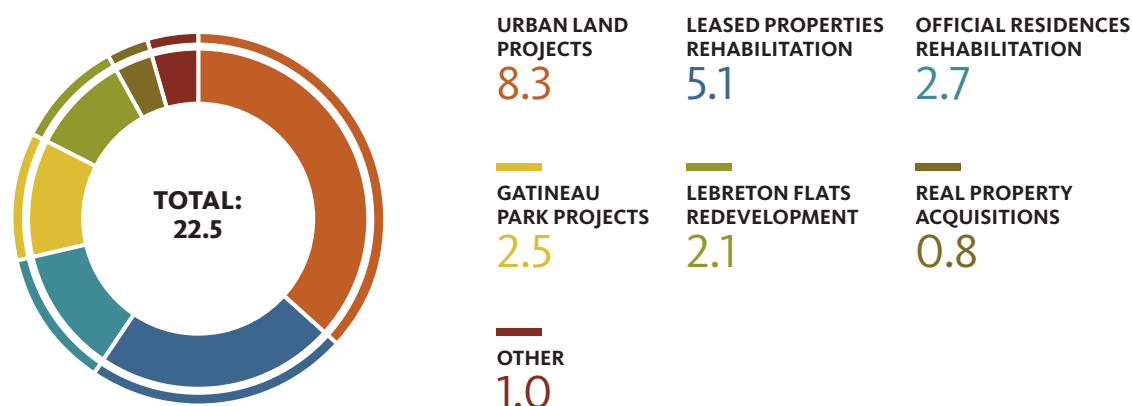 TOTAL:
22.5
URBAN LAND
PROJECTS
8.3
LEASED PROPERTIES
REHABILITATION
5.1
OFFICIAL RESIDENCES
REHABILITATION
2.7
GATINEAU
PARK PROJECTS
2.5
LEBRETON FLATS
REDEVELOPMENT
2.1
REAL PROPERTY
ACQUISITIONS
0.8
OTHER
1.0